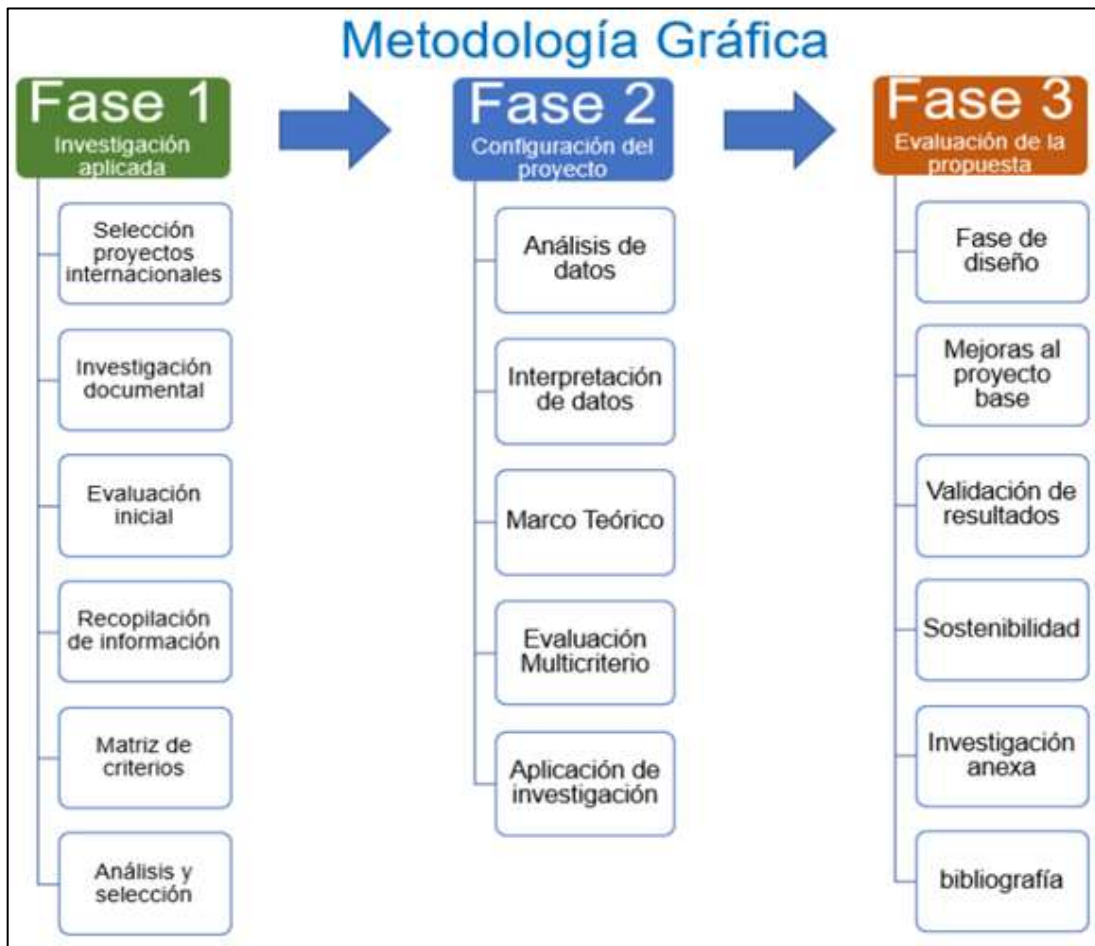 Metodología Gráfica
Fase 1
Investigación
aplicada
Selección
proyectos
internacionales
Investigación
documental
Evaluación
inicial
Recopilación
de información
Matriz de
criterios
Análisis y
selección
Fase 2
Configuración del
proyecto
Análisis de
datos
Interpretación
de datos
Marco Teórico
Evaluación
Multicriterio
Aplicación de
investigación
Fase 3
Evaluación de la
propuesta
Fase de
diseño
Mejoras al
proyecto
base
Validación de
resultados
Sostenibilidad
Investigación
anexa
bibliografía